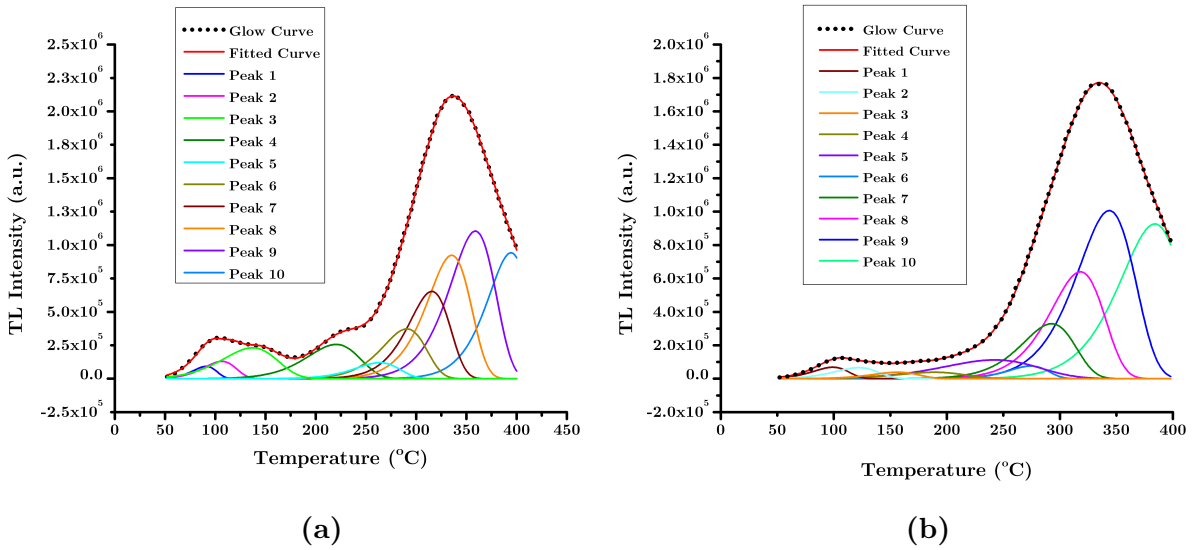 Glow Curve
Fitted Curve
Peak 1
Peak 2
Peak 3
Peak 4
Peak 5
Peak 6
Peak 7
Peak 8
Peak 9
Peak 10
2.5x10^6
2.3x10^6
2.0x10^6
1.8x10^6
1.5x10^6
1.3x10^6
1.0x10^6
7.5x10^5
5.0x10^5
2.5x10^5
0.0
-2.5x10^5
TL Intensity (a.u.)
0 50 100 150 200 250 300 350 400 450
Temperature (°C)
(a)
Glow Curve
Fitted Curve
Peak 1
Peak 2
Peak 3
Peak 4
Peak 5
Peak 6
Peak 7
Peak 8
Peak 9
Peak 10
2.0x10^6
1.8x10^6
1.6x10^6
1.4x10^6
1.2x10^6
1.0x10^6
8.0x10^5
6.0x10^5
4.0x10^5
2.0x10^5
0.0
-2.0x10^5
TL Intensity (a.u.)
0 50 100 150 200 250 300 350 400
Temperature (°C)
(b)